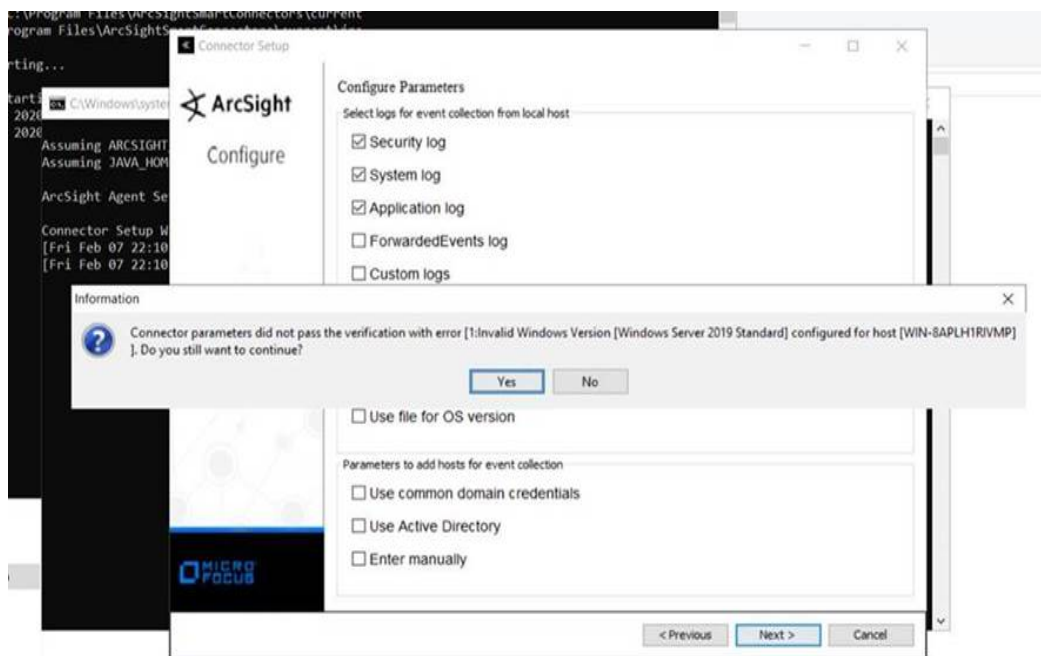 C:\Program Files\ArcSightSmartConnectors\current
rogram Files\ArcSightS
Connector Setup
rting...
tarti
C:\Windows\syster
2020
2020
Assuming ARCSIGHT
Assuming JAVA_HOM
ArcSight Agent Se
Connector Setup W
[Fri Feb 07 22:10
[Fri Feb 07 22:10
ArcSight
Configure
Configure Parameters
Select logs for event collection from local host
Security log
System log
Application log
ForwardedEvents log
Custom logs
Information
Connector parameters did not pass the verification with error [1:Invalid Windows Version [Windows Server 2019 Standard] configured for host [WIN-8APLH1RIVMP]
]. Do you still want to continue?
Yes No
Use file for OS version
Parameters to add hosts for event collection
Use common domain credentials
Use Active Directory
Enter manually
MICRO
FOCUS
< Previous Next > Cancel